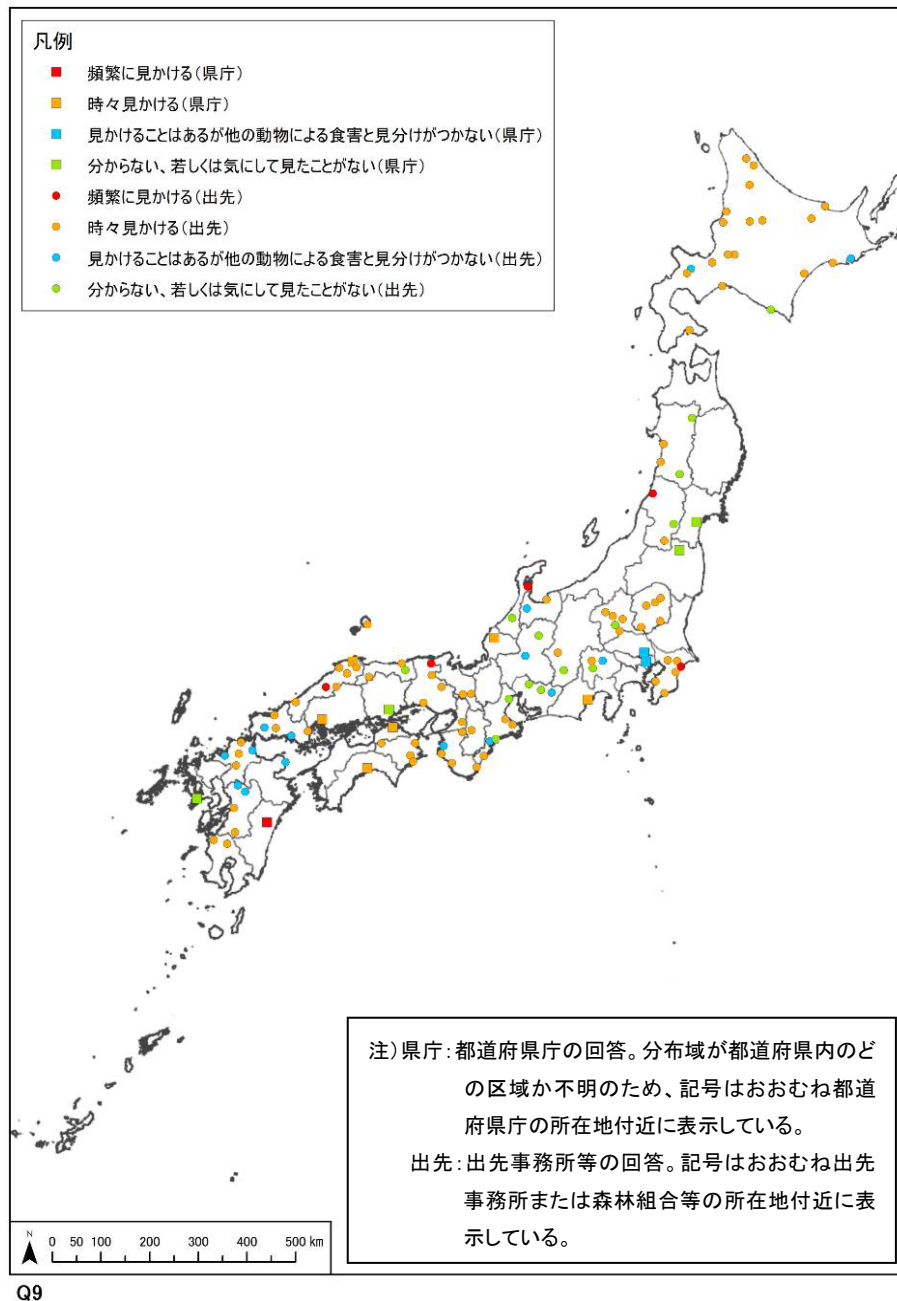 凡例
頻繁に見かける(県庁)
時々見かける(県庁)
見かけることはあるが他の動物による食害と見分けがつかない(県庁)
分からない、若しくは気にして見たことがない(県庁)
頻繁に見かける(出先)
時々見かける(出先)
見かけることはあるが他の動物による食害と見分けがつかない(出先)
分からない、若しくは気にして見たことがない(出先)
注)県庁:都道府県庁の回答。分布域が都道府県内のど
の区域か不明のため、記号はおおむね都道
府県庁の所在地付近に表示している。
出先:出先事務所等の回答。記号はおおむね出先
事務所または森林組合等の所在地付近に表
示している。
N
0 50 100 200 300 400 500 km
Q9